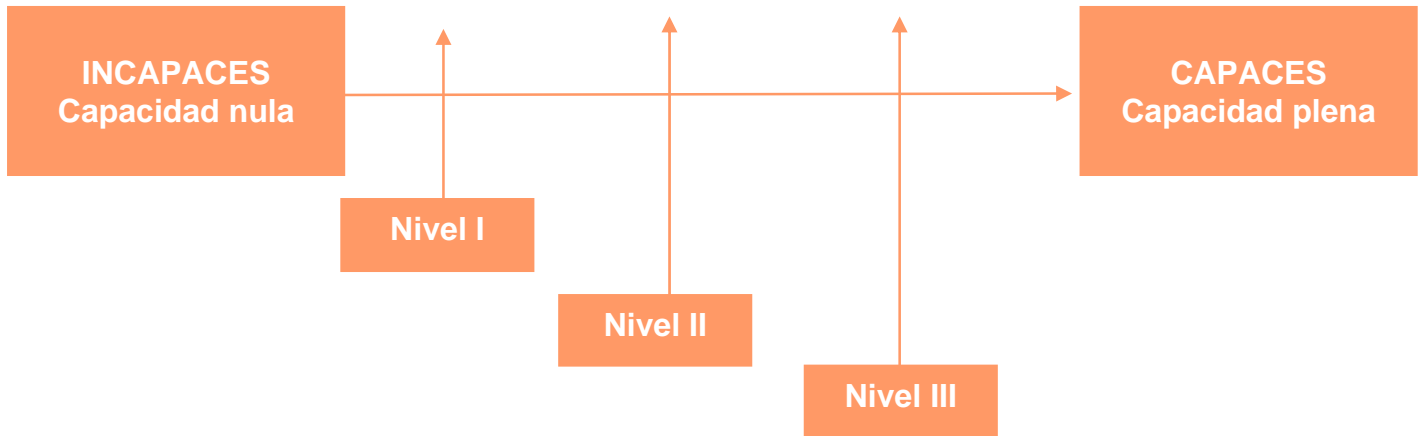 INCAPACES
Capacidad nula
CAPACES
Capacidad plena
Nivel I
Nivel II
Nivel III